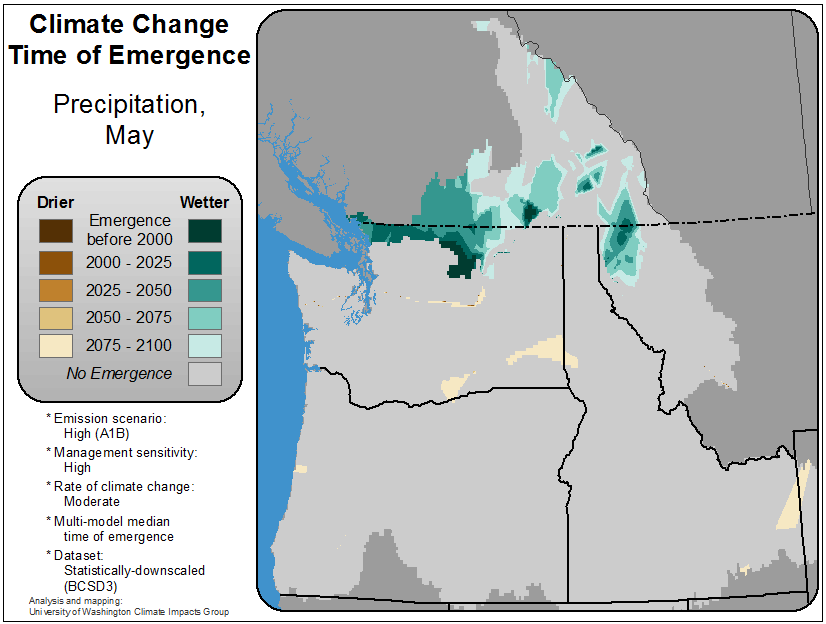 Climate Change
Time of Emergence
Precipitation,
May
Drier Wetter
Emergence
before 2000
2000 - 2025
2025 - 2050
2050 - 2075
2075 - 2100
No Emergence
* Emission scenario:
High (A1B)
* Management sensitivity:
High
* Rate of climate change:
Moderate
* Multi-model median
time of emergence
* Dataset:
Statistically-downscaled
(BCSD3)
Analysis and mapping:
University of Washington Climate Impacts Group